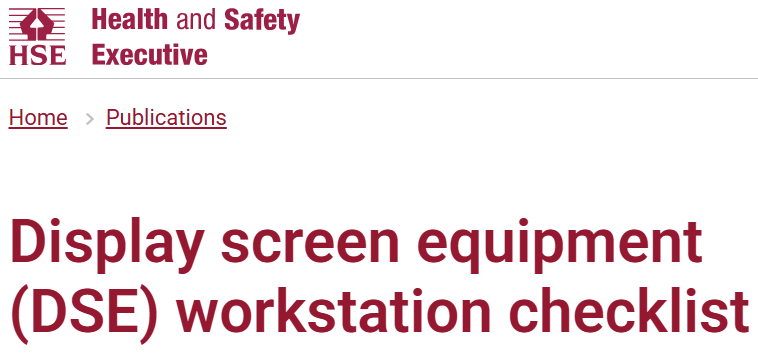 HSE
Health and Safety
Executive
Home > Publications
Display screen equipment
(DSE) workstation checklist